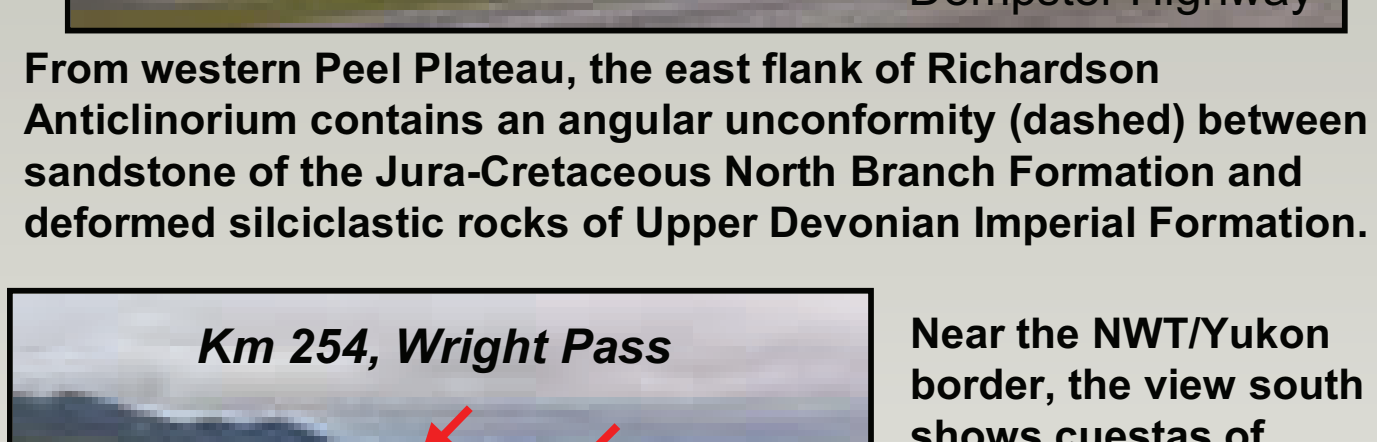 Dempster Highway
From western Peel Plateau, the east flank of Richardson
Anticlinorium contains an angular unconformity (dashed) between
sandstone of the Jura-Cretaceous North Branch Formation and
deformed silciclastic rocks of Upper Devonian Imperial Formation.
Km 254, Wright Pass
Near the NWT/Yukon
border, the view south
shows cuestas of